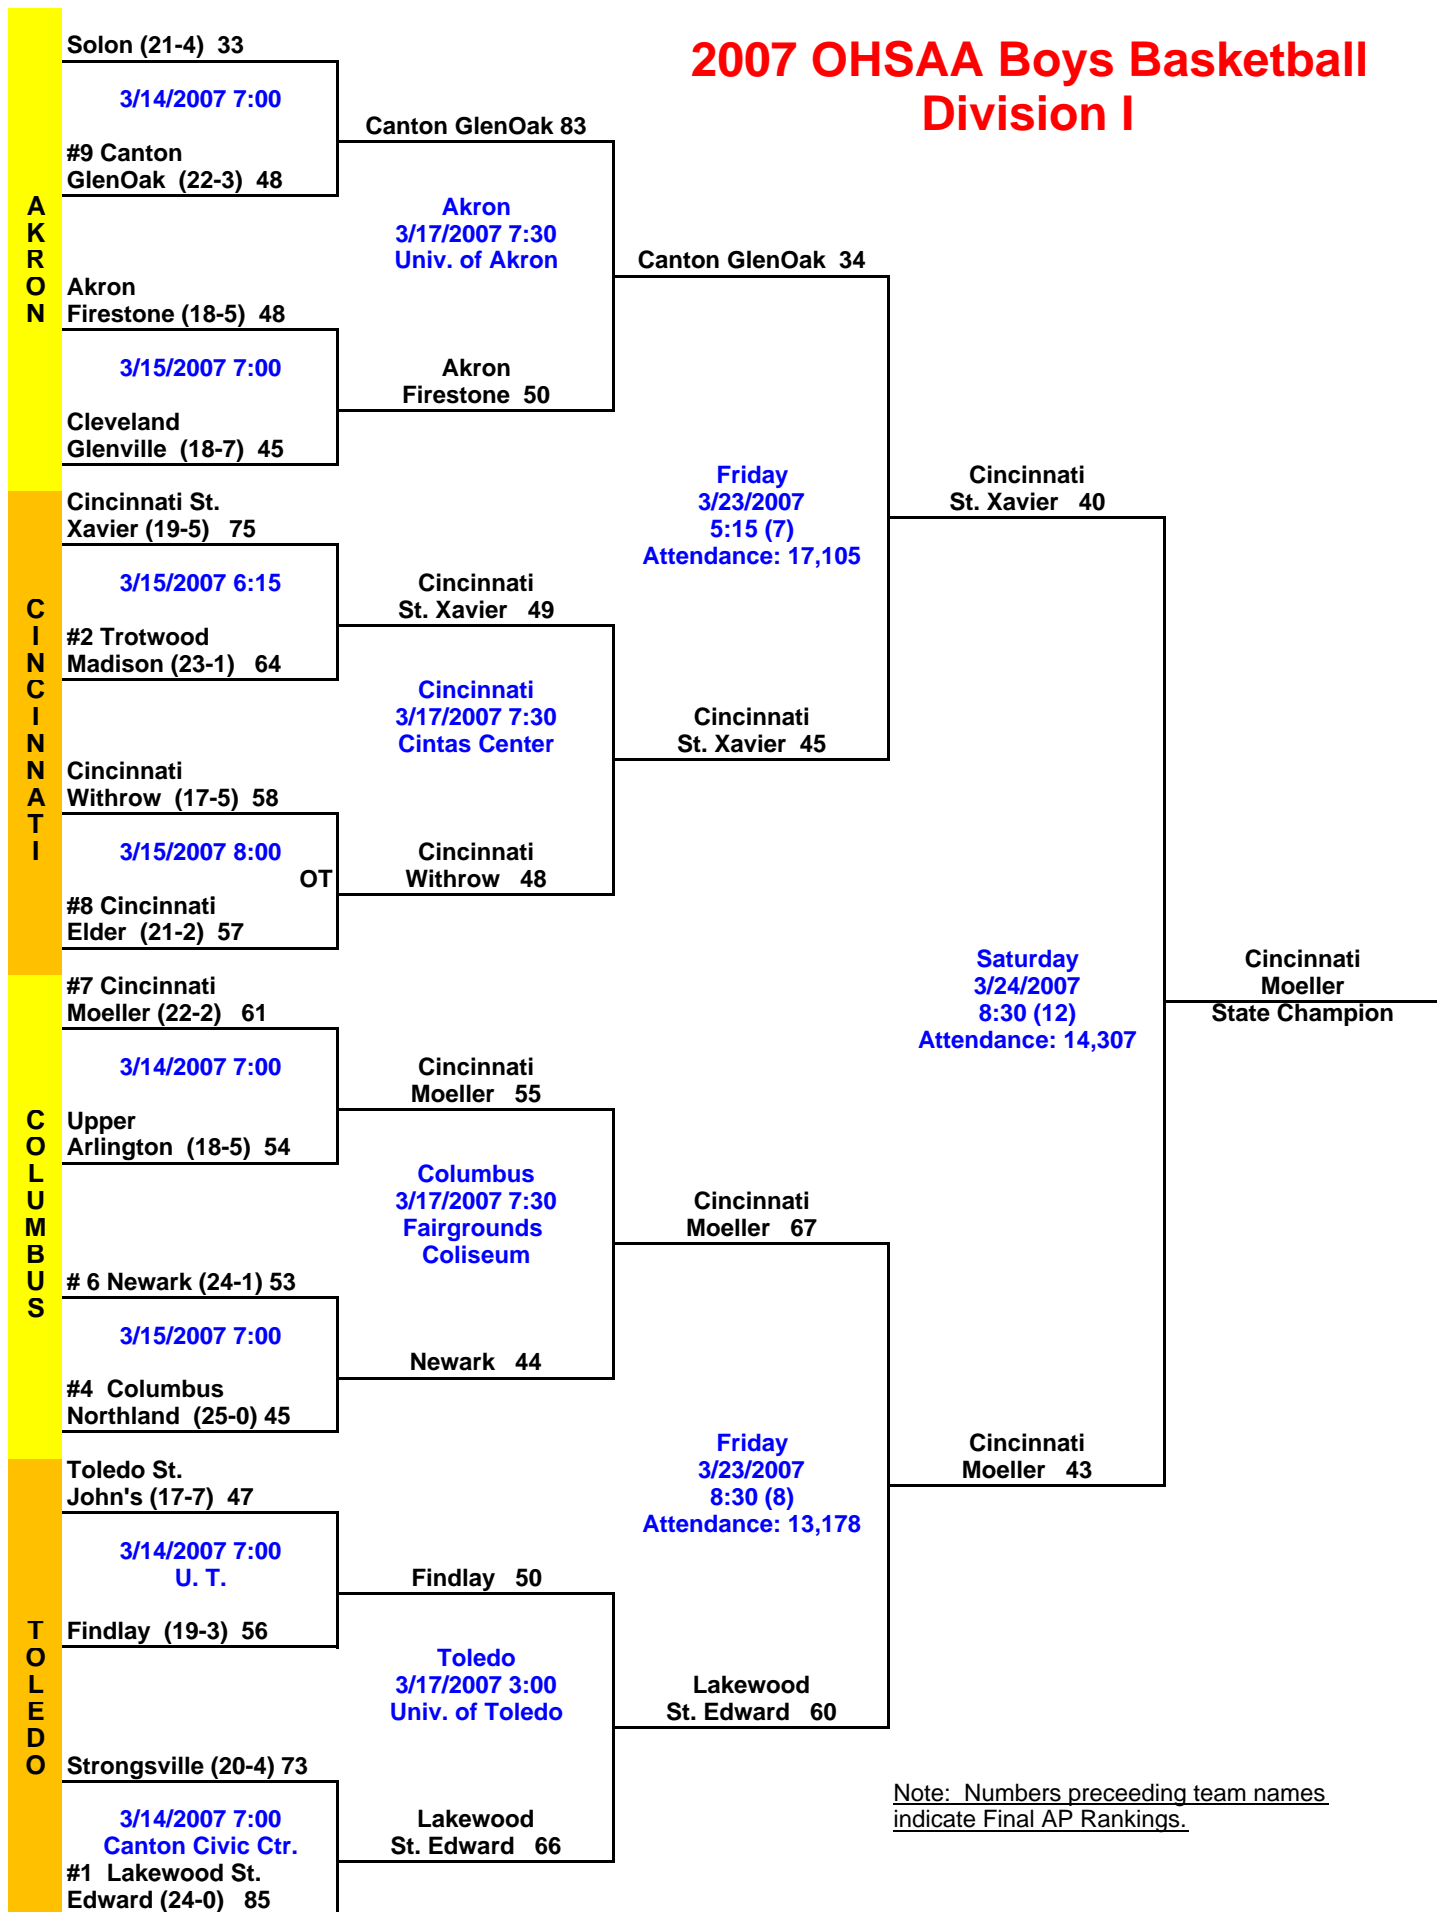 2007 OHSAA Boys Basketball
Division I
AKRON
Solon (21-4)  33
3/14/2007 7:00
#9 Canton
GlenOak  (22-3)  48
Akron
Firestone (18-5)  48
3/15/2007 7:00
Cleveland
Glenville  (18-7)  45
CINCINNATI
Cincinnati St.
Xavier (19-5)   75
3/15/2007 6:15
#2 Trotwood
Madison (23-1)   64
Cincinnati
Withrow  (17-5)  58
3/15/2007 8:00
OT
#8 Cincinnati
Elder  (21-2)  57
COLUMBUS
#7 Cincinnati
Moeller (22-2)   61
3/14/2007 7:00
Upper
Arlington  (18-5)  54
# 6 Newark (24-1) 53
3/15/2007 7:00
#4  Columbus
Northland  (25-0) 45
TOLEDO
Toledo St.
John's (17-7)  47
3/14/2007 7:00
U. T.
Findlay  (19-3)  56
Strongsville (20-4) 73
3/14/2007 7:00
Canton Civic Ctr.
#1  Lakewood St.
Edward (24-0)   85
Canton GlenOak 83
Akron
3/17/2007 7:30
Univ. of Akron
Akron
Firestone  50
Cincinnati
St. Xavier   49
Cincinnati
3/17/2007 7:30
Cintas Center
Cincinnati
Withrow   48
Cincinnati
Moeller   55
Columbus
3/17/2007 7:30
Fairgrounds
Coliseum
Newark   44
Findlay   50
Toledo
3/17/2007 3:00
Univ. of Toledo
Lakewood
St. Edward   66
Canton GlenOak  34
Friday
3/23/2007
5:15 (7)
Attendance: 17,105
Cincinnati
St. Xavier  45
Cincinnati
Moeller   67
Friday
3/23/2007
8:30 (8)
Attendance: 13,178
Lakewood
St. Edward   60
Cincinnati
St. Xavier   40
Saturday
3/24/2007
8:30 (12)
Attendance: 14,307
Cincinnati
Moeller   43
Cincinnati
Moeller
State Champion
Note:  Numbers preceeding team names
indicate Final AP Rankings.